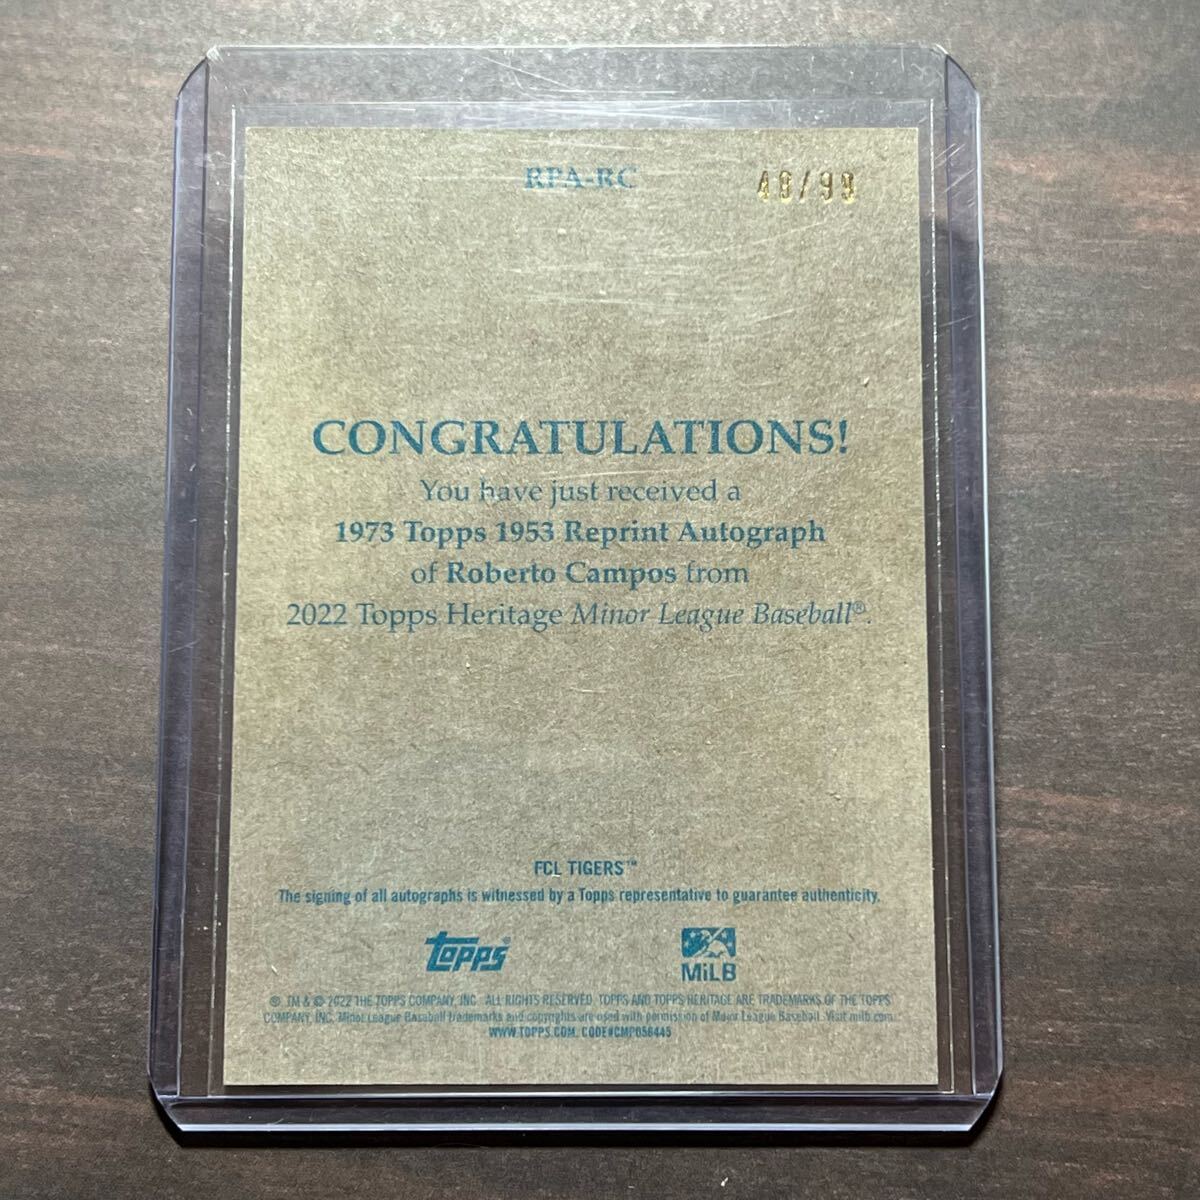 RPA-RC
48/99
CONGRATULATIONS!
You have just received a
1973 Topps 1953 Reprint Autograph
of Roberto Campos from
2022 Topps Heritage Minor League Baseball®.
FCL TIGERS™
The signing of all autographs is witnessed by a Topps representative to guarantee authenticity.
Topps®
MiLB
®, TM & © 2022 THE TOPPS COMPANY, INC. ALL RIGHTS RESERVED. TOPPS AND TOPPS HERITAGE ARE TRADEMARKS OF THE TOPPS
COMPANY, INC. Minor League Baseball trademarks and copyrights are used with permission of Major League Baseball. Visit milb.com.
WWW.TOPPS.COM. CODE#CMP056445